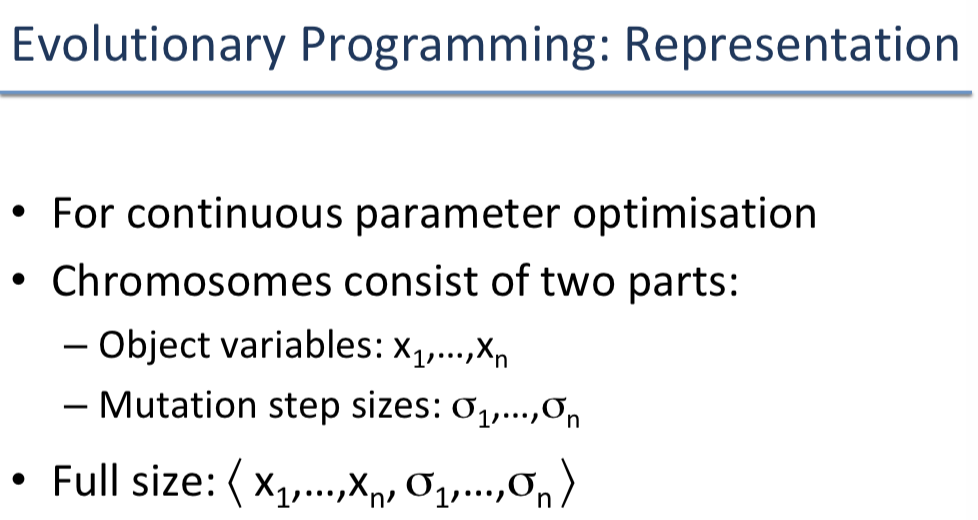 Evolutionary Programming: Representation
• For continuous parameter optimisation
• Chromosomes consist of two parts:
– Object variables: x₁,...,xₙ
– Mutation step sizes: σ₁,...,σₙ
• Full size: ⟨ x₁,...,xₙ, σ₁,...,σₙ ⟩